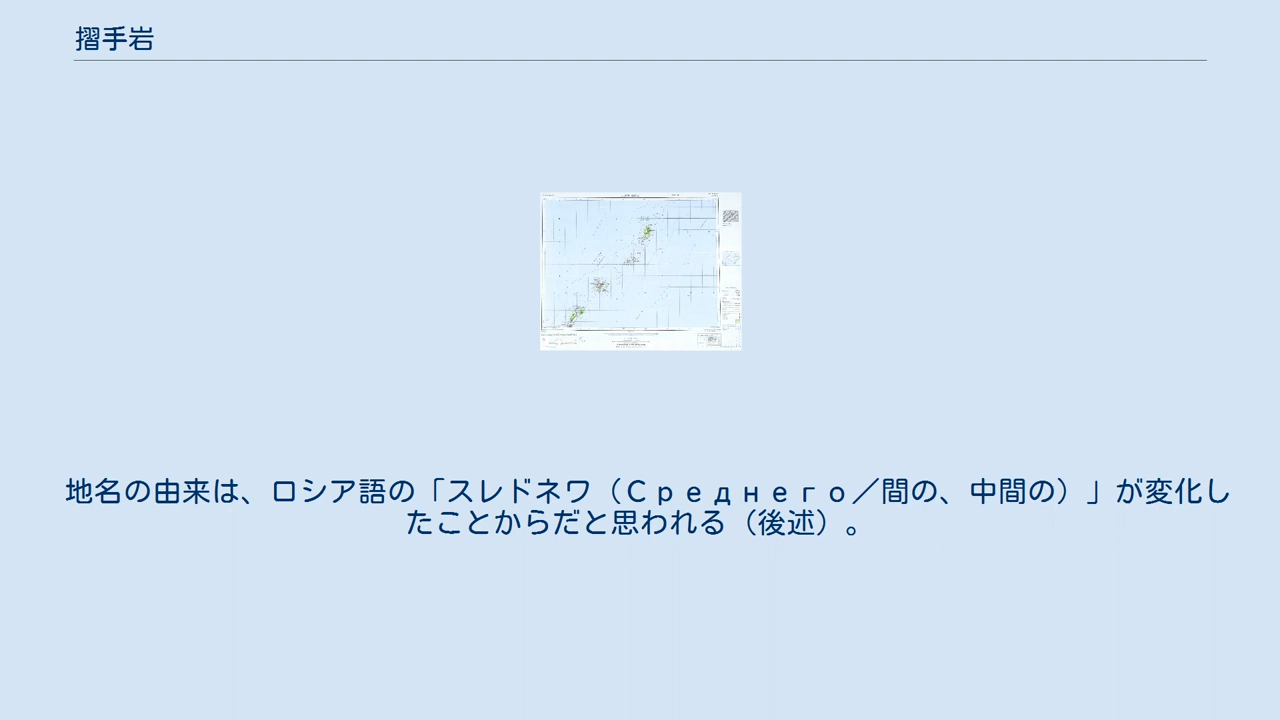 摺手岩
地名の由来は、ロシア語の「スレドネワ（Ｃｐｅднеｒｏ／間の、中間の）」が変化し
たことからだと思われる（後述）。